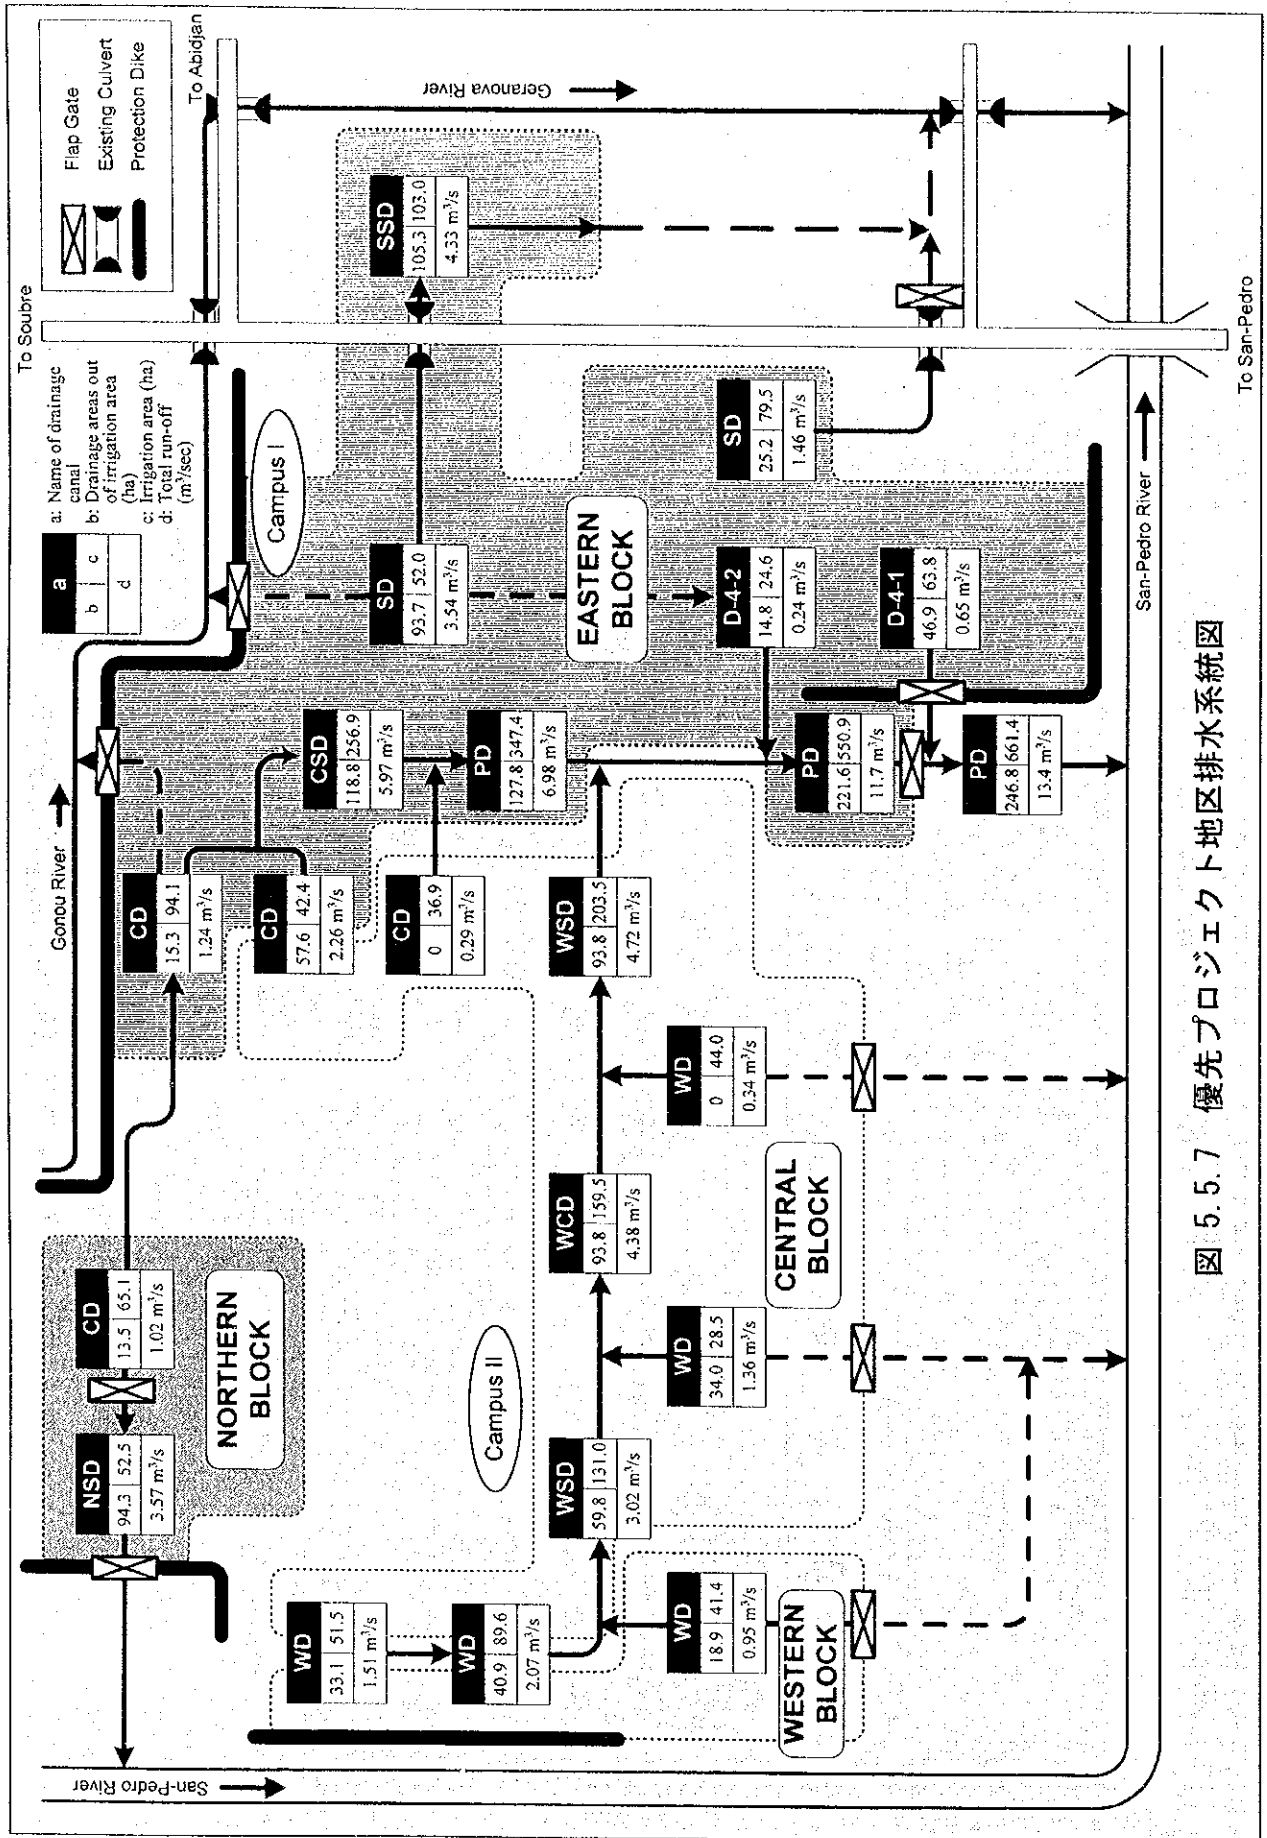 To Soubre
To Abidjan
Flap Gate
Existing Culvert
Protection Dike
a
b c
d
a: Name of drainage
canal
b: Drainage areas out
of irrigation area
(ha)
c: Irrigation area (ha)
d: Total run-off
(m³/sec)
Gonou River
Geranova River
San-Pedro River
NORTHERN
BLOCK
NSD
94.3 52.5
3.57 m³/s
CD
13.5 65.1
1.02 m³/s
CD
15.3 94.1
1.24 m³/s
CD
57.6 42.4
2.26 m³/s
CD
0 36.9
0.29 m³/s
CSD
118.8 256.9
5.97 m³/s
PD
127.8 347.4
6.98 m³/s
Campus I
SD
93.7 52.0
3.54 m³/s
SSD
105.3 103.0
4.33 m³/s
EASTERN
BLOCK
SD
25.2 79.5
1.46 m³/s
D-4-2
14.8 24.6
0.24 m³/s
D-4-1
46.9 63.8
0.65 m³/s
PD
221.6 550.9
11.7 m³/s
PD
246.8 661.4
13.4 m³/s
Campus II
WD
33.1 51.5
1.51 m³/s
WD
40.9 89.6
2.07 m³/s
WSD
59.8 131.0
3.02 m³/s
WCD
93.8 159.5
4.38 m³/s
WSD
93.8 203.5
4.72 m³/s
WD
18.9 41.4
0.95 m³/s
WD
34.0 28.5
1.36 m³/s
WD
0 44.0
0.34 m³/s
WESTERN
BLOCK
CENTRAL
BLOCK
San-Pedro River
To San-Pedro
図 5.5.7 優先プロジェクト地区排水系統図